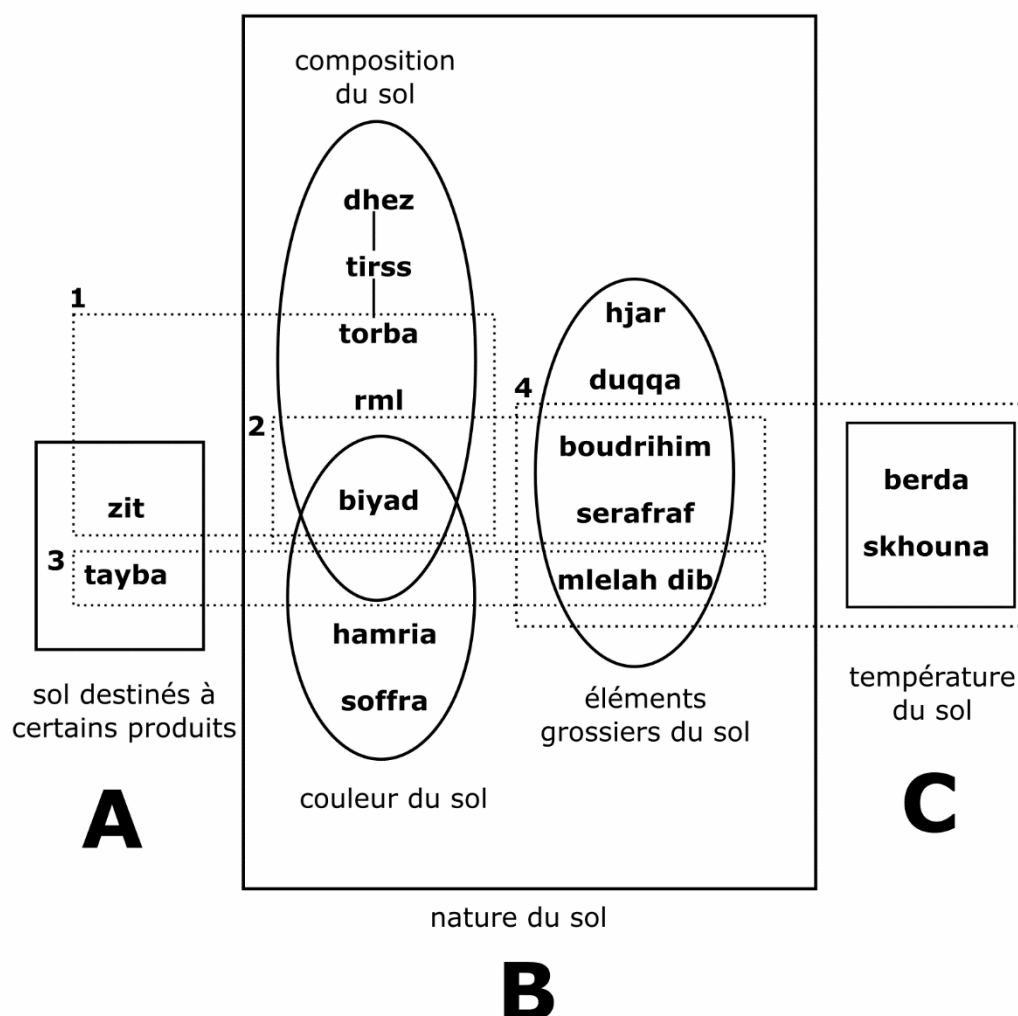 composition
du sol
dhez
tirss
1
torba
hjar
rml
duqqa
4
2
boudrihim
biyad
zit
serafraf
berda
skhouna
3
tayba
mlelah dib
hamria
soffra
sol destinés à
certains produits
éléments
grossiers du sol
température
du sol
couleur du sol
A
C
nature du sol
B